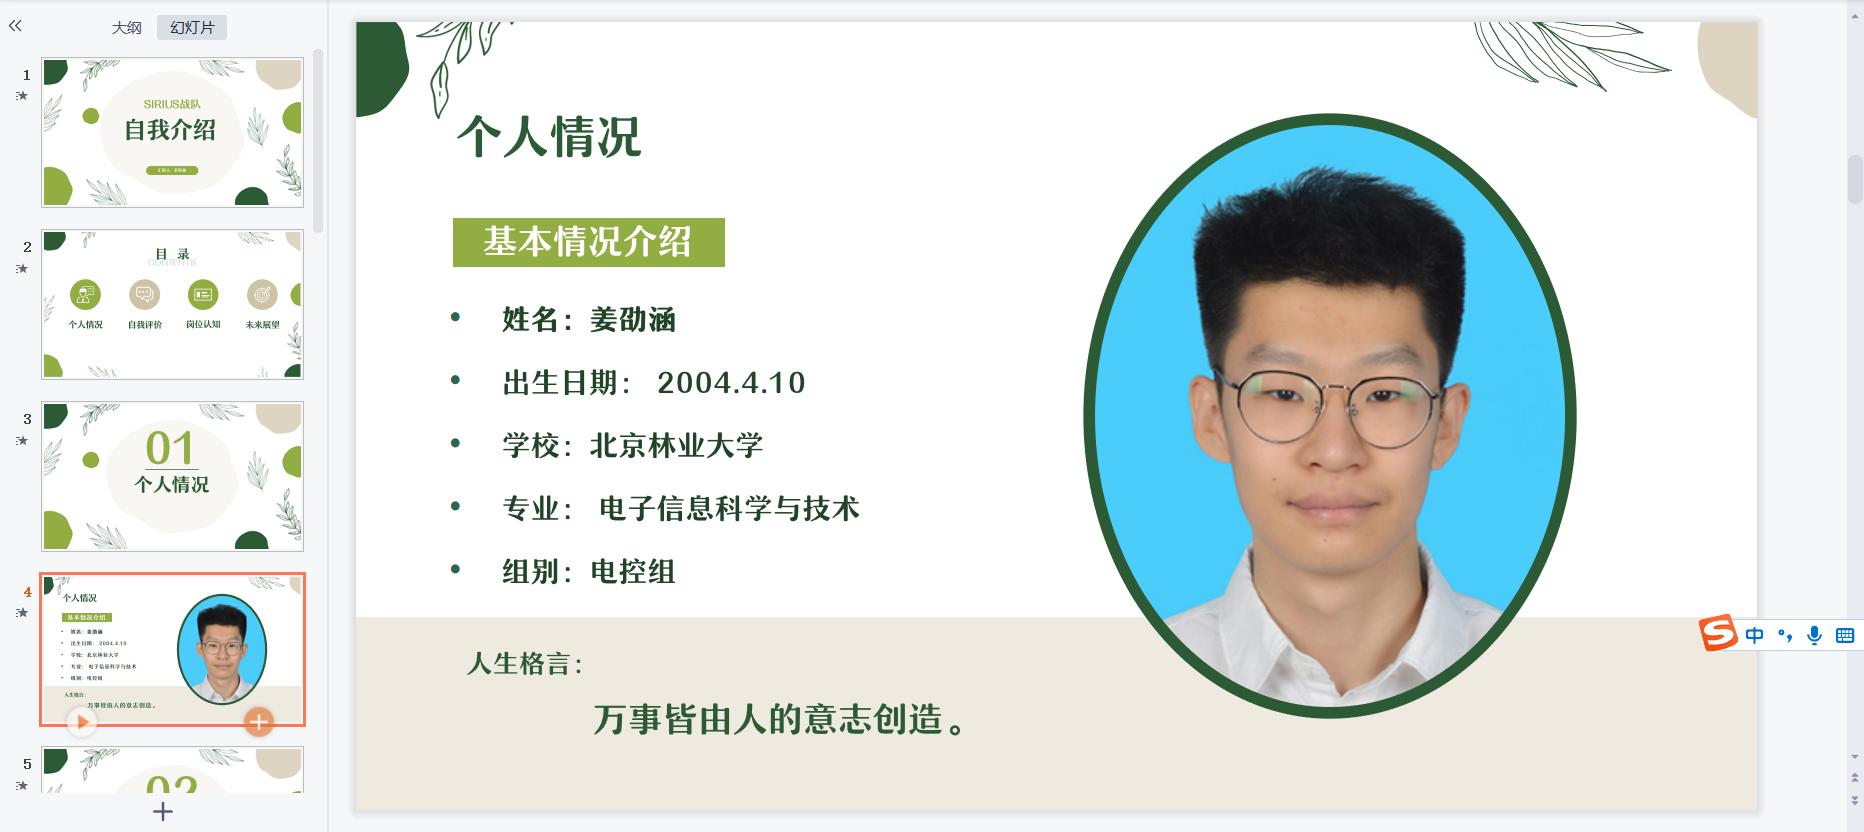 大纲
幻灯片
1
SIRIUS战队
自我介绍
2
目 录
CONTENTS
个人情况
自我评价
岗位认知
未来展望
3
01
个人情况
4
个人情况
基本情况介绍
姓名：姜劭涵
出生日期： 2004.4.10
学校：北京林业大学
专业： 电子信息科学与技术
组别：电控组
人生格言：
万事皆由人的意志创造。
5
02
个人情况
基本情况介绍
姓名：姜劭涵
出生日期： 2004.4.10
学校：北京林业大学
专业： 电子信息科学与技术
组别：电控组
人生格言：
万事皆由人的意志创造。
S
中